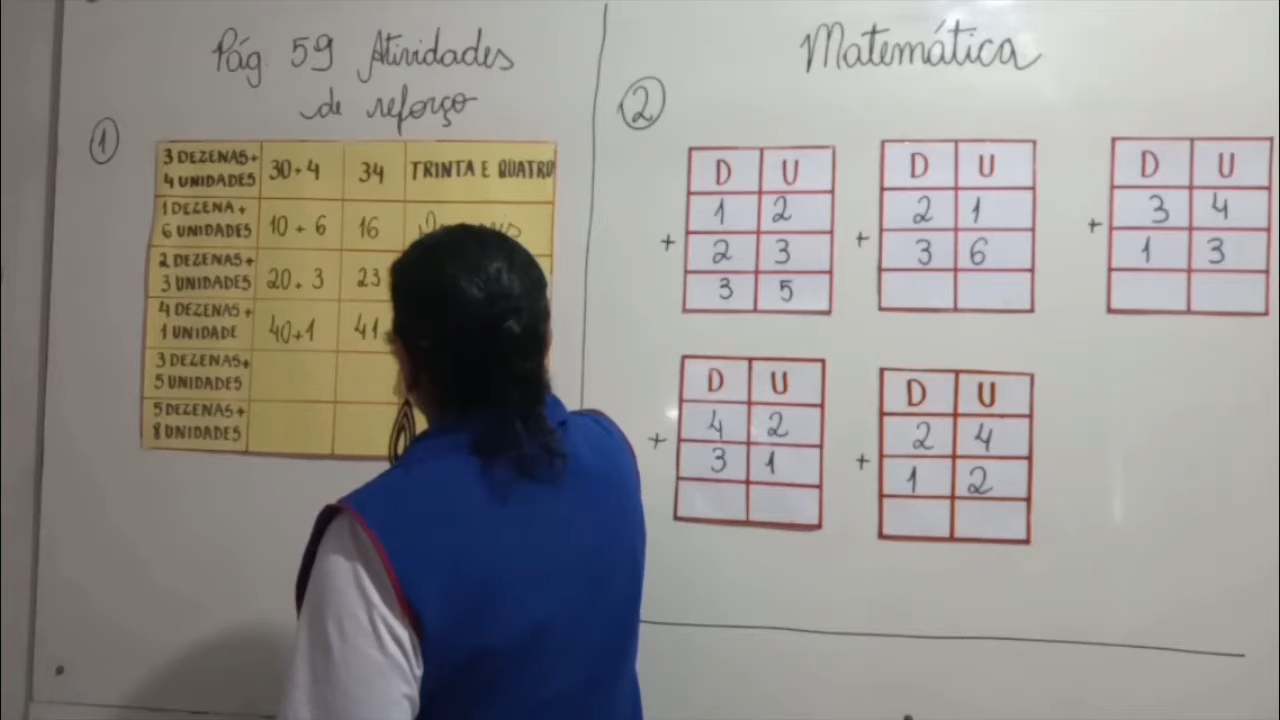 Pág. 59 Atividades
de reforço
Matemática
1
3 DEZENAS+
4 UNIDADES
30+4
34
TRINTA E QUATRO
1 DEZENA+
6 UNIDADES
10+6
16
2 DEZENAS+
3 UNIDADES
20+3
23
4 DEZENAS+
1 UNIDADE
40+1
41
3 DEZENAS+
5 UNIDADES
5 DEZENAS+
8 UNIDADES
2
D U
1 2
+
2 3
3 5
D U
2 1
+
3 6
D U
3 4
+
1 3
D U
4 2
+
3 1
D U
2 4
+
1 2